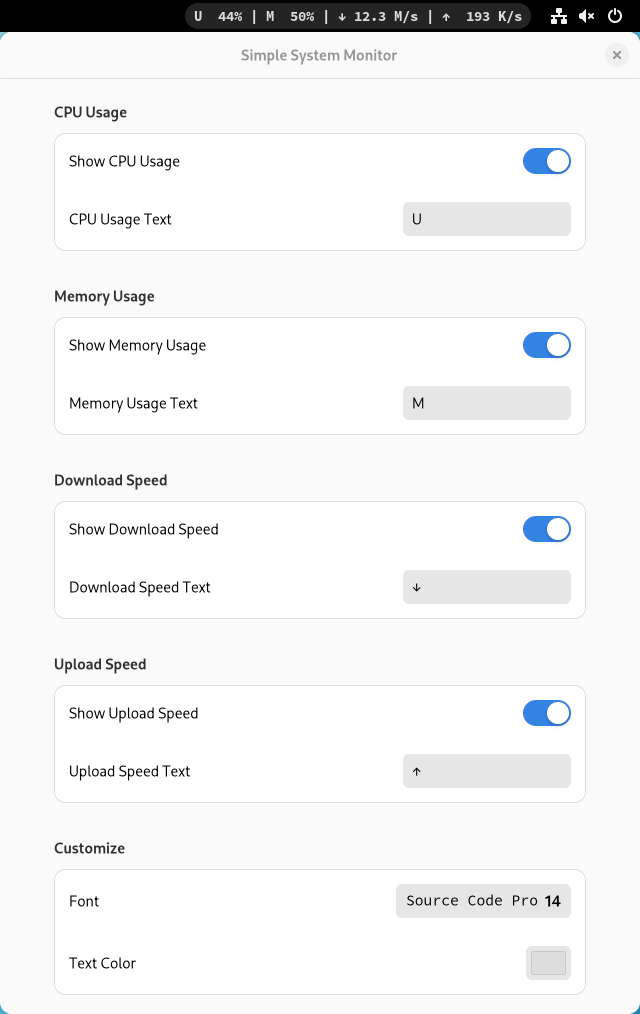 U 44% | M 50% | ↓ 12.3 M/s | ↑ 193 K/s
Simple System Monitor
CPU Usage
Show CPU Usage
CPU Usage Text U
Memory Usage
Show Memory Usage
Memory Usage Text M
Download Speed
Show Download Speed
Download Speed Text ↓
Upload Speed
Show Upload Speed
Upload Speed Text ↑
Customize
Font Source Code Pro 14
Text Color